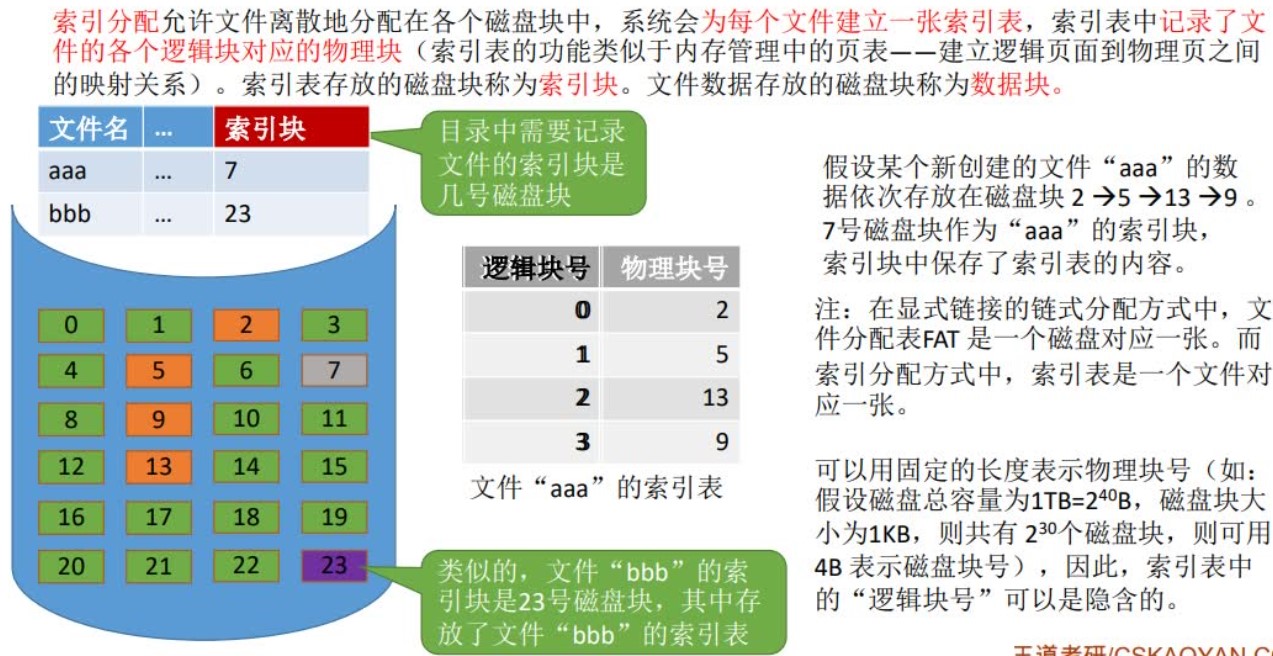 索引分配允许文件离散地分配在各个磁盘块中，系统会为每个文件建立一张索引表，索引表中记录了文
件的各个逻辑块对应的物理块（索引表的功能类似于内存管理中的页表——建立逻辑页面到物理页之间
的映射关系）。索引表存放的磁盘块称为索引块。文件数据存放的磁盘块称为数据块。
文件名 ... 索引块
aaa ... 7
bbb ... 23
目录中需要记录
文件的索引块是
几号磁盘块
0 1 2 3
4 5 6 7
8 9 10 11
12 13 14 15
16 17 18 19
20 21 22 23
逻辑块号 物理块号
0 2
1 5
2 13
3 9
文件“aaa”的索引表
类似的，文件“bbb”的索
引块是23号磁盘块，其中存
放了文件“bbb”的索引表
假设某个新创建的文件“aaa”的数
据依次存放在磁盘块 2→5→13→9 。
7号磁盘块作为“aaa”的索引块，
索引块中保存了索引表的内容。
注：在显式链接的链式分配方式中，文
件分配表FAT 是一个磁盘对应一张。而
索引分配方式中，索引表是一个文件对
应一张。
可以用固定的长度表示物理块号（如：
假设磁盘总容量为1TB=2⁴⁰B，磁盘块大
小为1KB，则共有 2³⁰个磁盘块，则可用
4B 表示磁盘块号），因此，索引表中
的“逻辑块号”可以是隐含的。